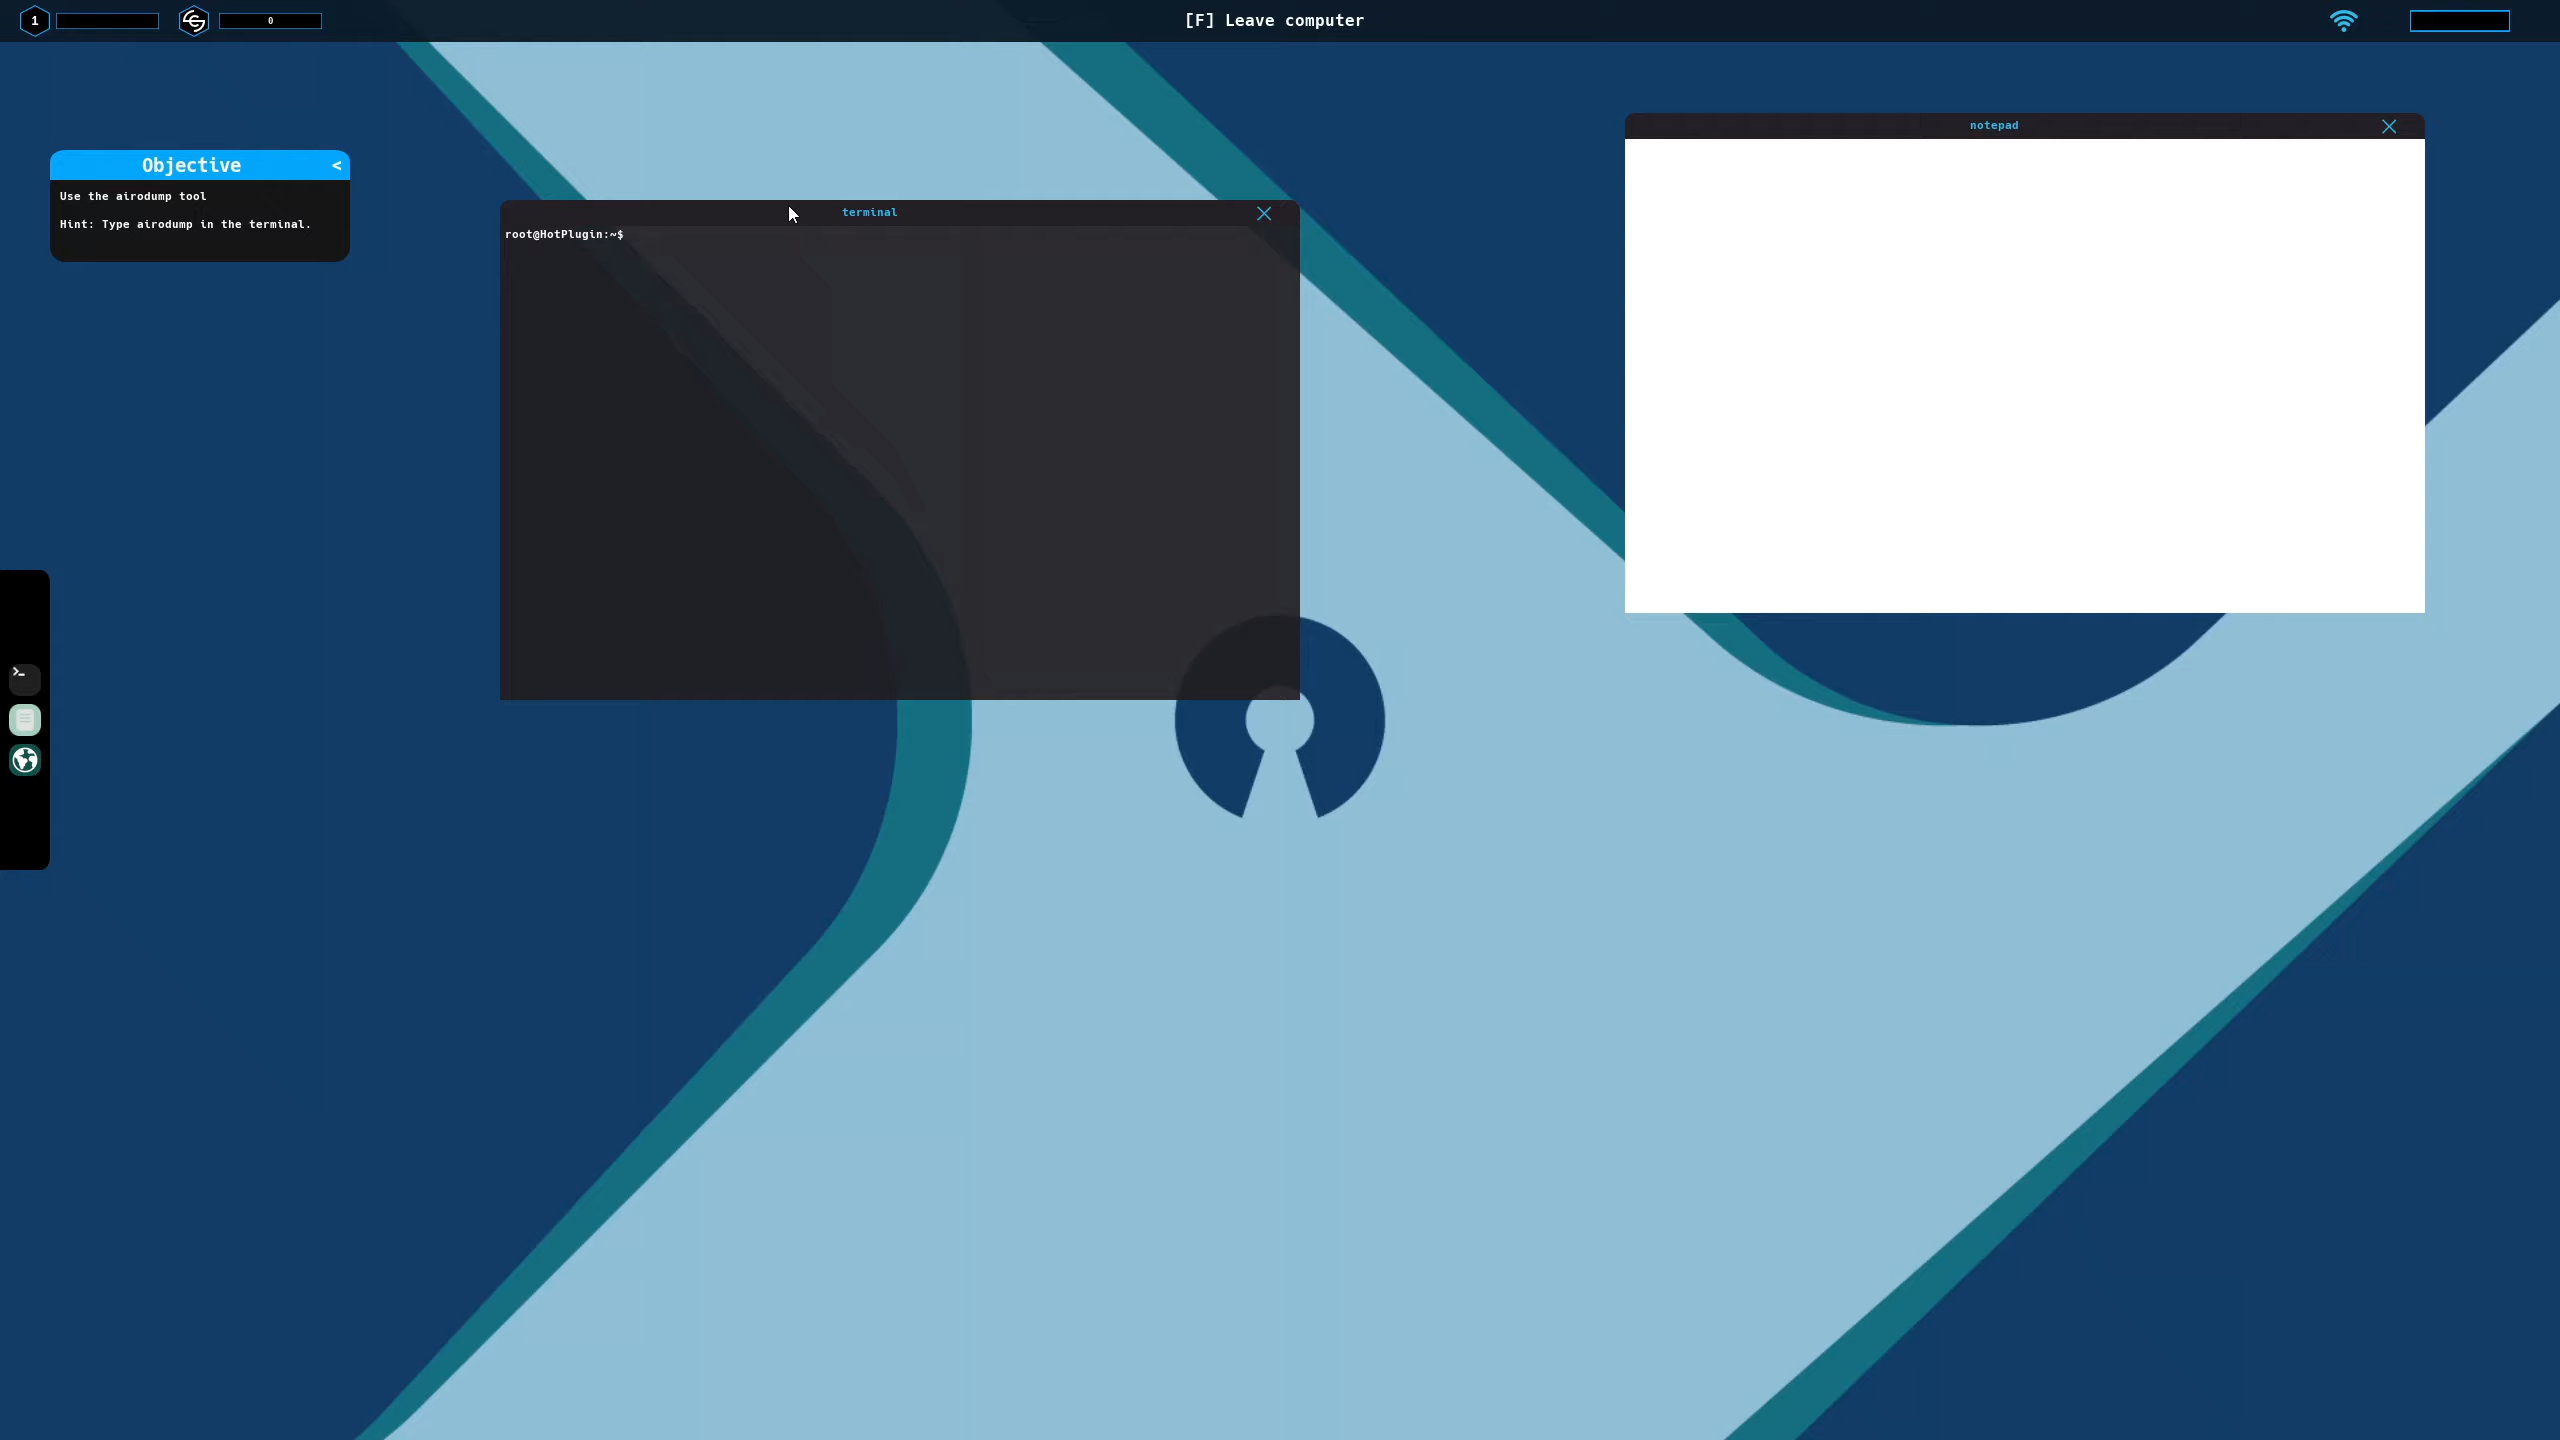 1
0
[F] Leave computer
notepad
Objective <
Use the airodump tool
Hint: Type airodump in the terminal.
terminal
root@HotPlugin:~$
>_